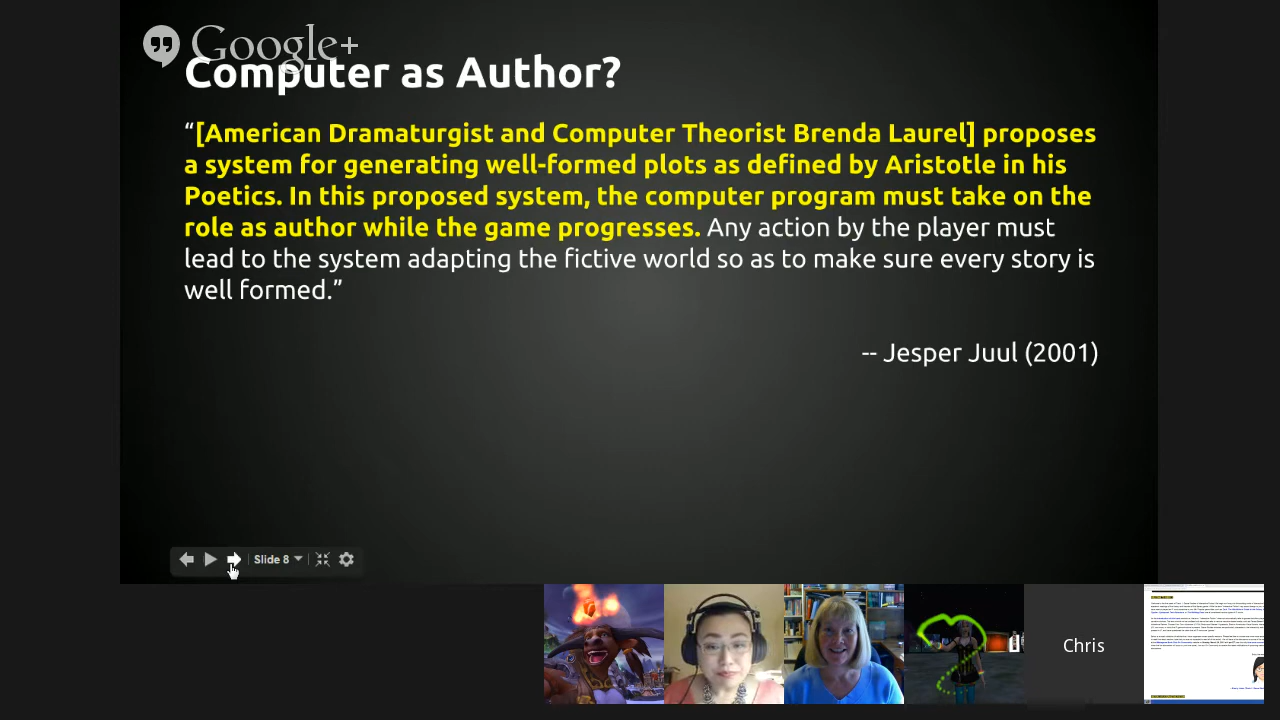 Google+
Computer as Author?
“[American Dramaturgist and Computer Theorist Brenda Laurel] proposes
a system for generating well-formed plots as defined by Aristotle in his
Poetics. In this proposed system, the computer program must take on the
role as author while the game progresses. Any action by the player must
lead to the system adapting the fictive world so as to make sure every story is
well formed.”
-- Jesper Juul (2001)
Slide 8
Chris